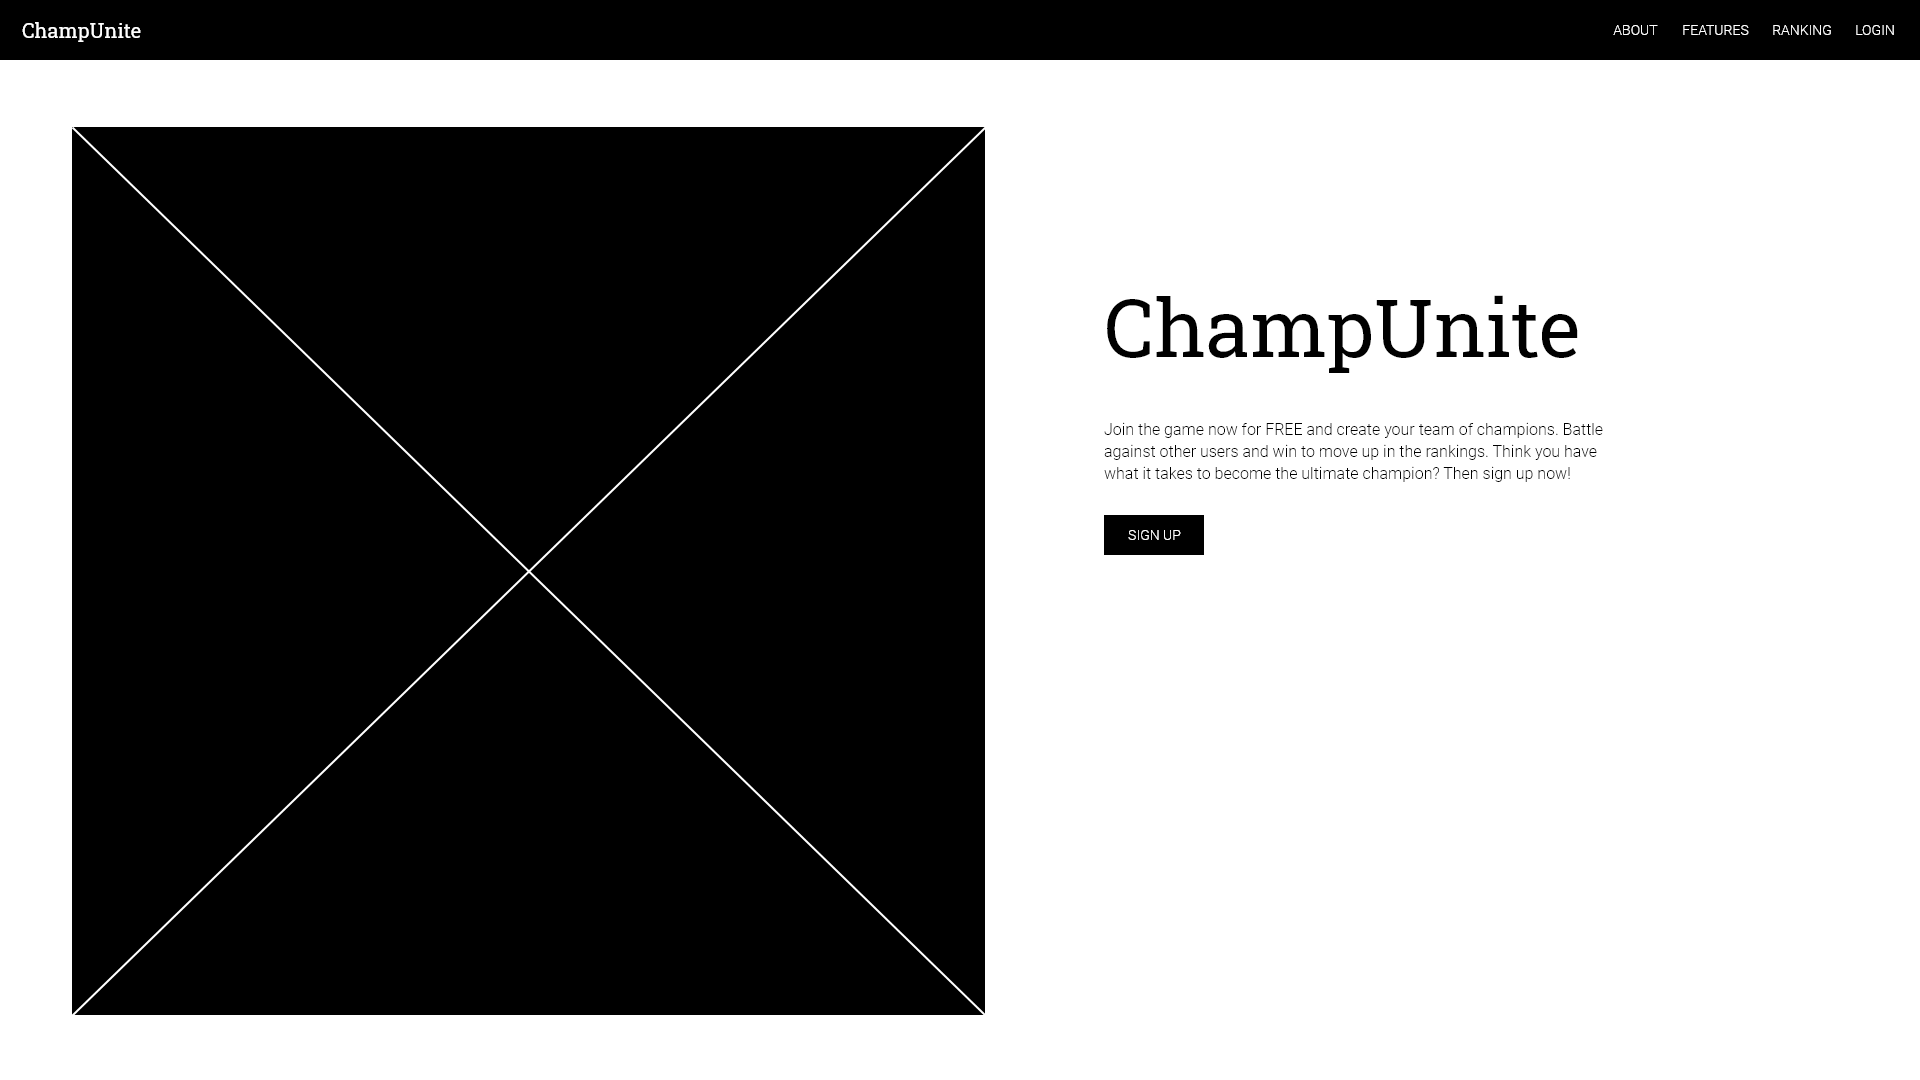 ChampUnite
ABOUT FEATURES RANKING LOGIN
ChampUnite
Join the game now for FREE and create your team of champions. Battle
against other users and win to move up in the rankings. Think you have
what it takes to become the ultimate champion? Then sign up now!
SIGN UP